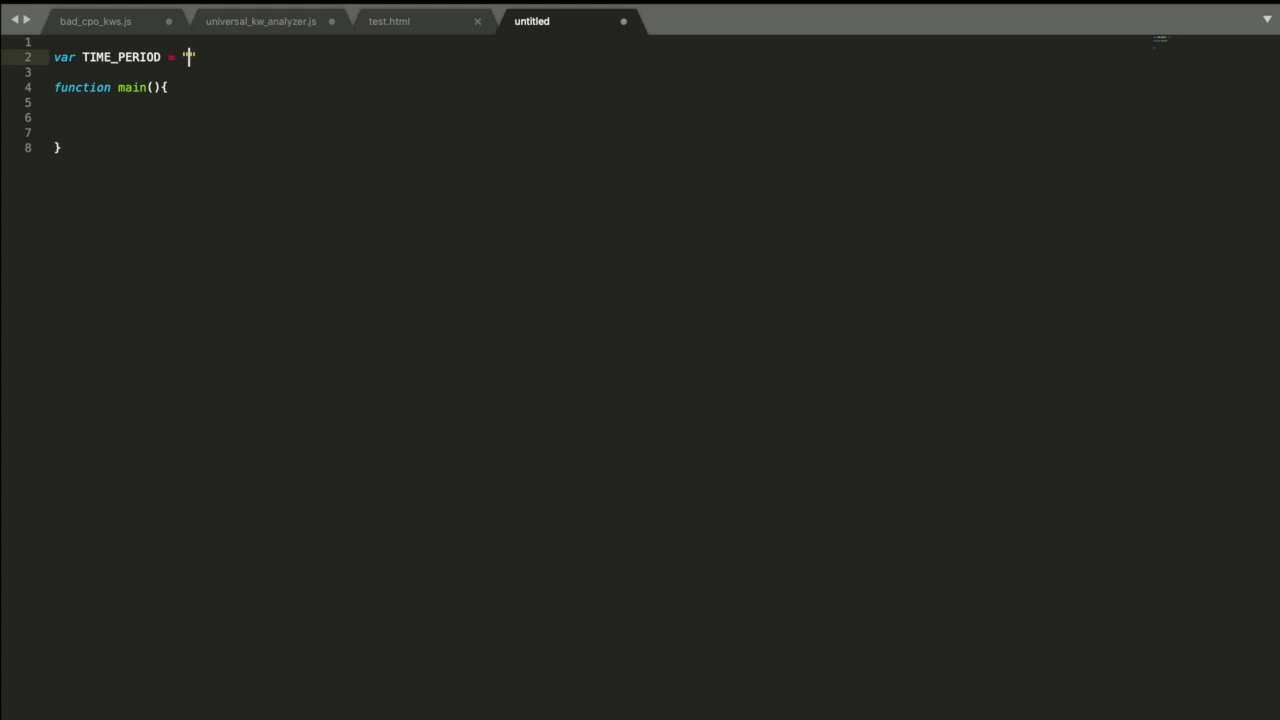 bad_cpo_kws.js universal_kw_analyzer.js test.html untitled
1
2 var TIME_PERIOD = ""
3
4 function main(){
5
6
7
8 }